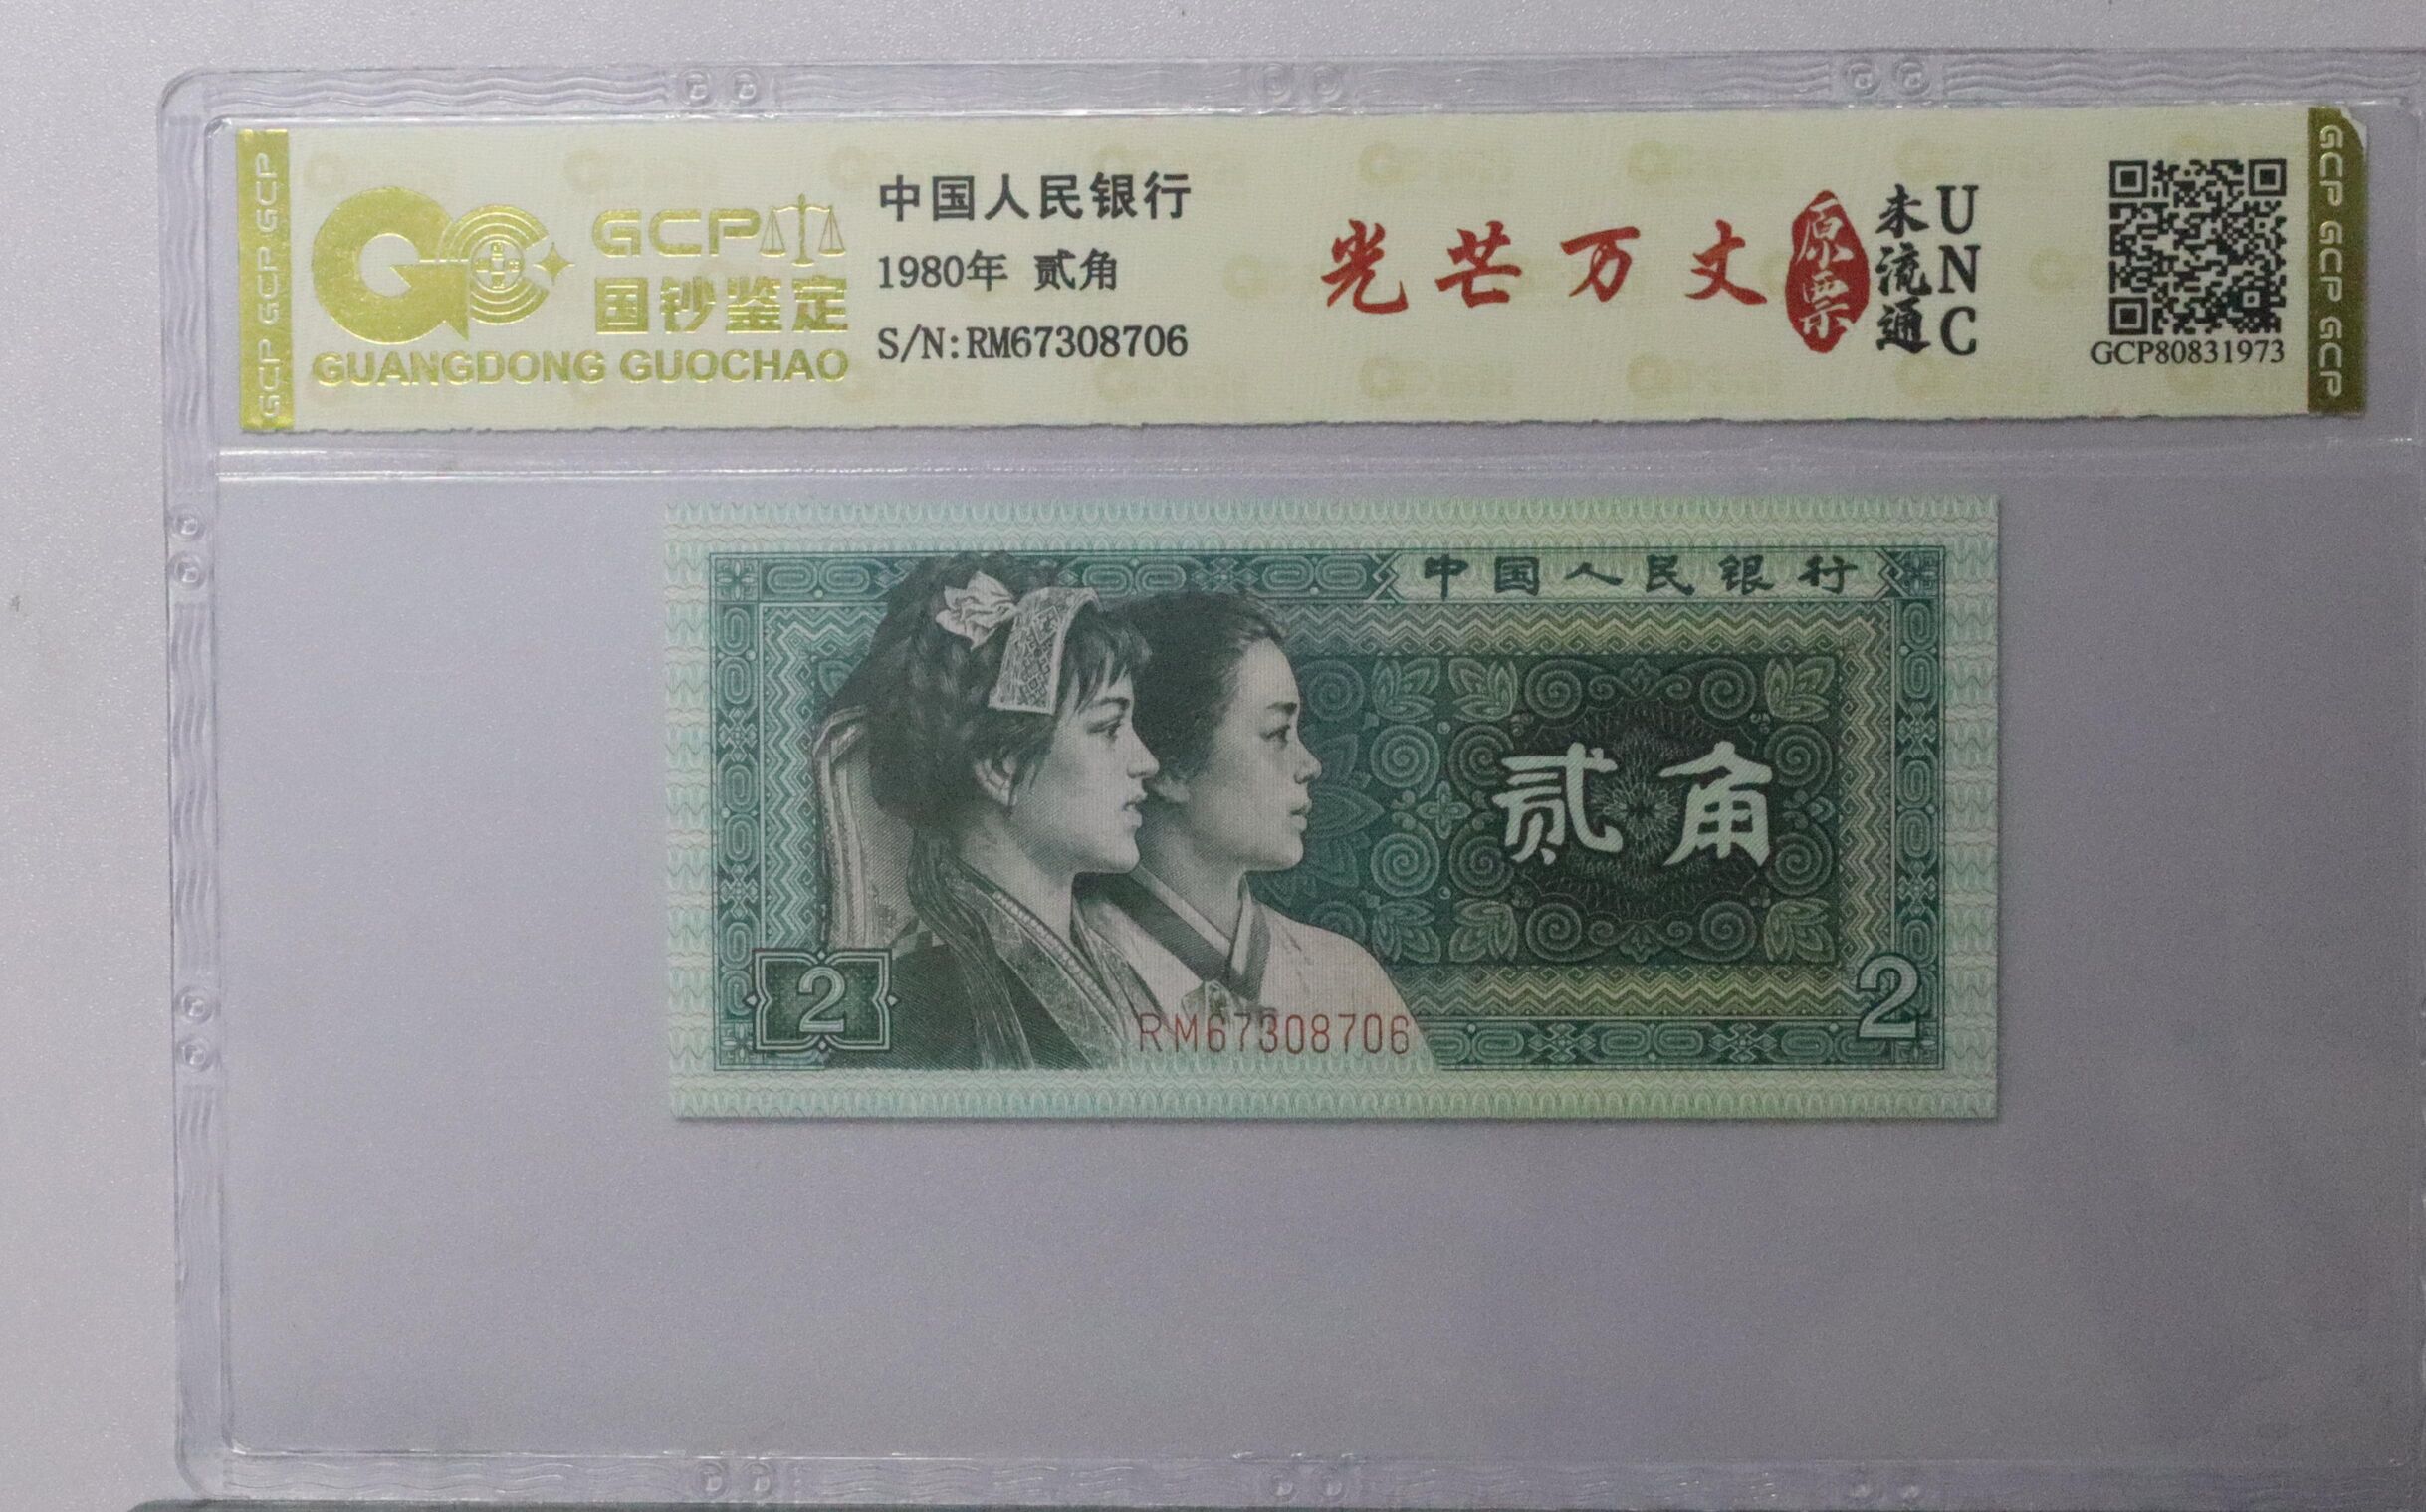 GCP GCP GCP
GCP
国钞鉴定
GUANGDONG GUOCHAO
中国人民银行
1980年 贰角
S/N:RM67308706
光芒万丈
原票
未流通
UNC
GCP80831973
GCP GCP GCP GCP
中国人民银行
贰角
2
2
RM67308706